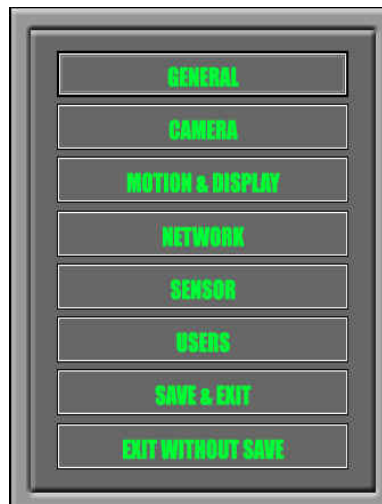 GENERAL
CAMERA
MOTION & DISPLAY
NETWORK
SENSOR
USERS
SAVE & EXIT
EXIT WITHOUT SAVE